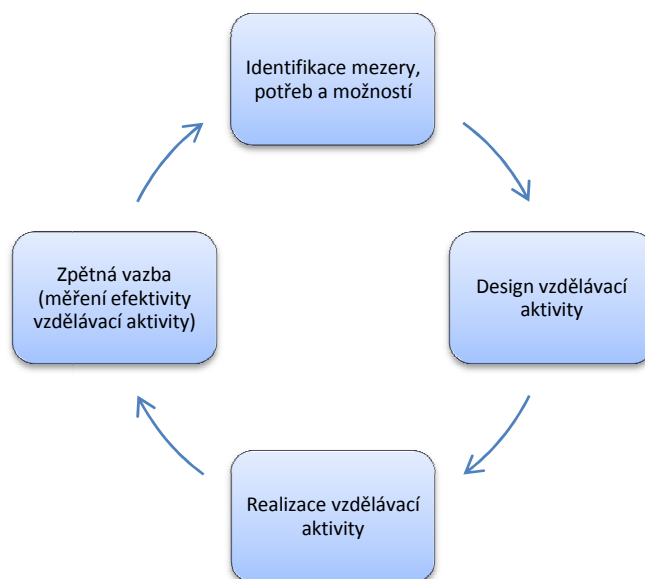 Identifikace mezery,
potřeb a možností
Design vzdělávací
aktivity
Realizace vzdělávací
aktivity
Zpětná vazba
(měření efektivity
vzdělávací aktivity)